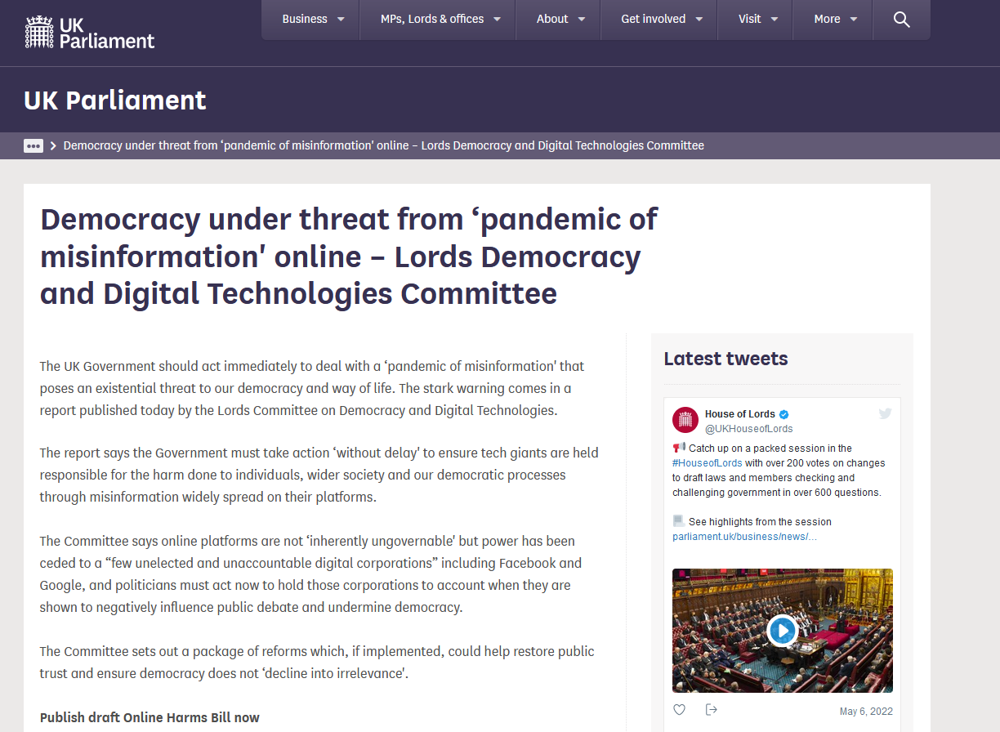 UK
Parliament
Business
MPs, Lords & offices
About
Get involved
Visit
More
UK Parliament
Democracy under threat from ‘pandemic of misinformation' online – Lords Democracy and Digital Technologies Committee
Democracy under threat from ‘pandemic of
misinformation' online – Lords Democracy
and Digital Technologies Committee
The UK Government should act immediately to deal with a ‘pandemic of misinformation' that
poses an existential threat to our democracy and way of life. The stark warning comes in a
report published today by the Lords Committee on Democracy and Digital Technologies.
The report says the Government must take action ‘without delay' to ensure tech giants are held
responsible for the harm done to individuals, wider society and our democratic processes
through misinformation widely spread on their platforms.
The Committee says online platforms are not ‘inherently ungovernable' but power has been
ceded to a “few unelected and unaccountable digital corporations” including Facebook and
Google, and politicians must act now to hold those corporations to account when they are
shown to negatively influence public debate and undermine democracy.
The Committee sets out a package of reforms which, if implemented, could help restore public
trust and ensure democracy does not ‘decline into irrelevance'.
Publish draft Online Harms Bill now
Latest tweets
House of Lords
@UKHouseofLords
Catch up on a packed session in the
#HouseofLords with over 200 votes on changes
to draft laws and members checking and
challenging government in over 600 questions.
See highlights from the session
parliament.uk/business/news/…
May 6, 2022